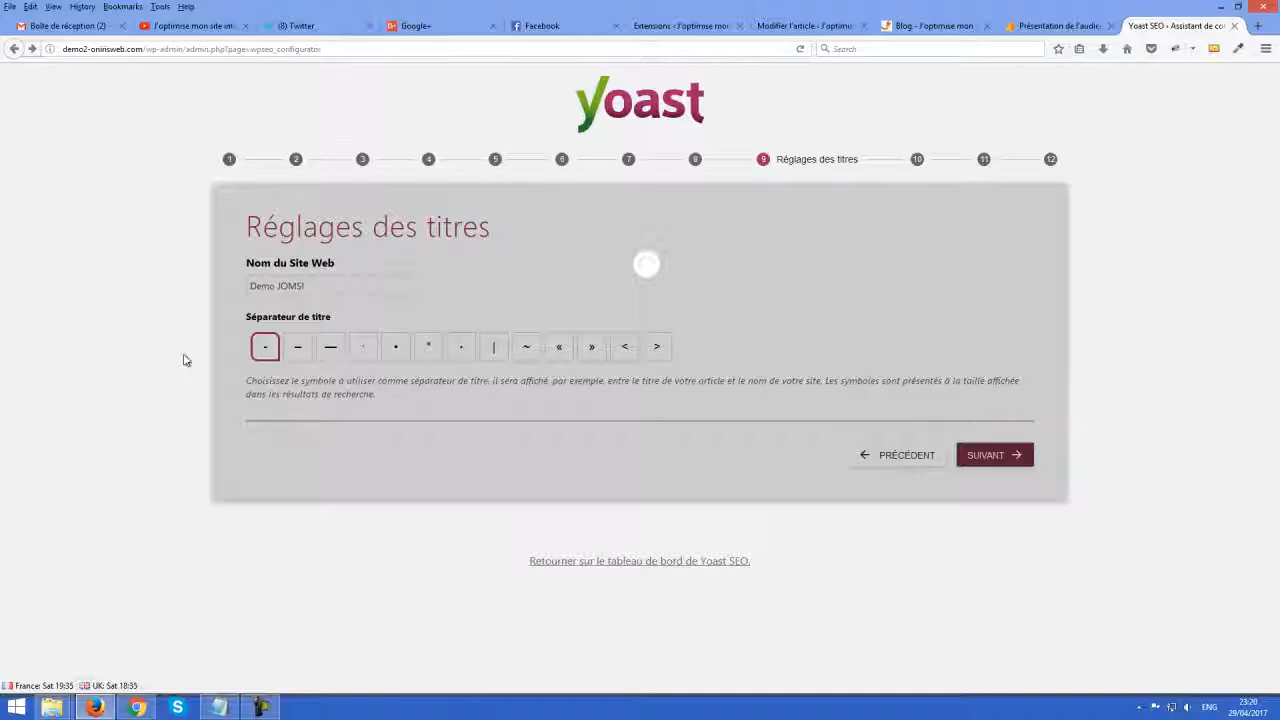 File Edit View History Bookmarks Tools Help
Boîte de réception (2) - J'optimise mon site int (8) Twitter Google+ Facebook Extensions ‹ J'optimise mon Modifier l'article ‹ J'optim Blog - J'optimise mon Présentation de l'audie Yoast SEO › Assistant de co
demo2-onirisweb.com/wp-admin/admin.php?page=wpseo_configurator Search
yoast
1 2 3 4 5 6 7 8 9 Réglages des titres 10 11 12
Réglages des titres
Nom du Site Web
Demo JOMSI
Séparateur de titre
- – — · • * ⋆ | ~ « » < >
Choisissez le symbole à utiliser comme séparateur de titre. Il sera affiché, par exemple, entre le titre de votre article et le nom de votre site. Les symboles sont présentés à la taille affichée
dans les résultats de recherche.
PRÉCÉDENT SUIVANT
Retourner sur le tableau de bord de Yoast SEO.
France: Sat 19:35 UK: Sat 18:35
ENG 23:20
29/04/2017